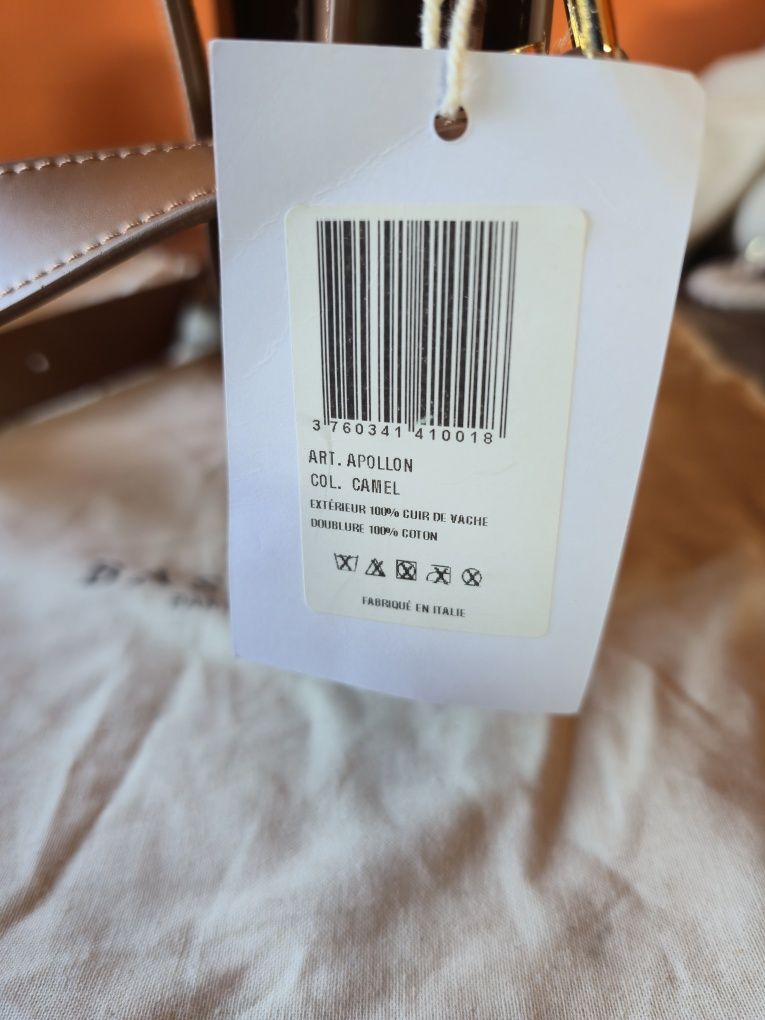 3 760341 410018
ART. APOLLON
COL. CAMEL
EXTÉRIEUR 100% CUIR DE VACHE
DOUBLURE 100% COTON
FABRIQUÉ EN ITALIE